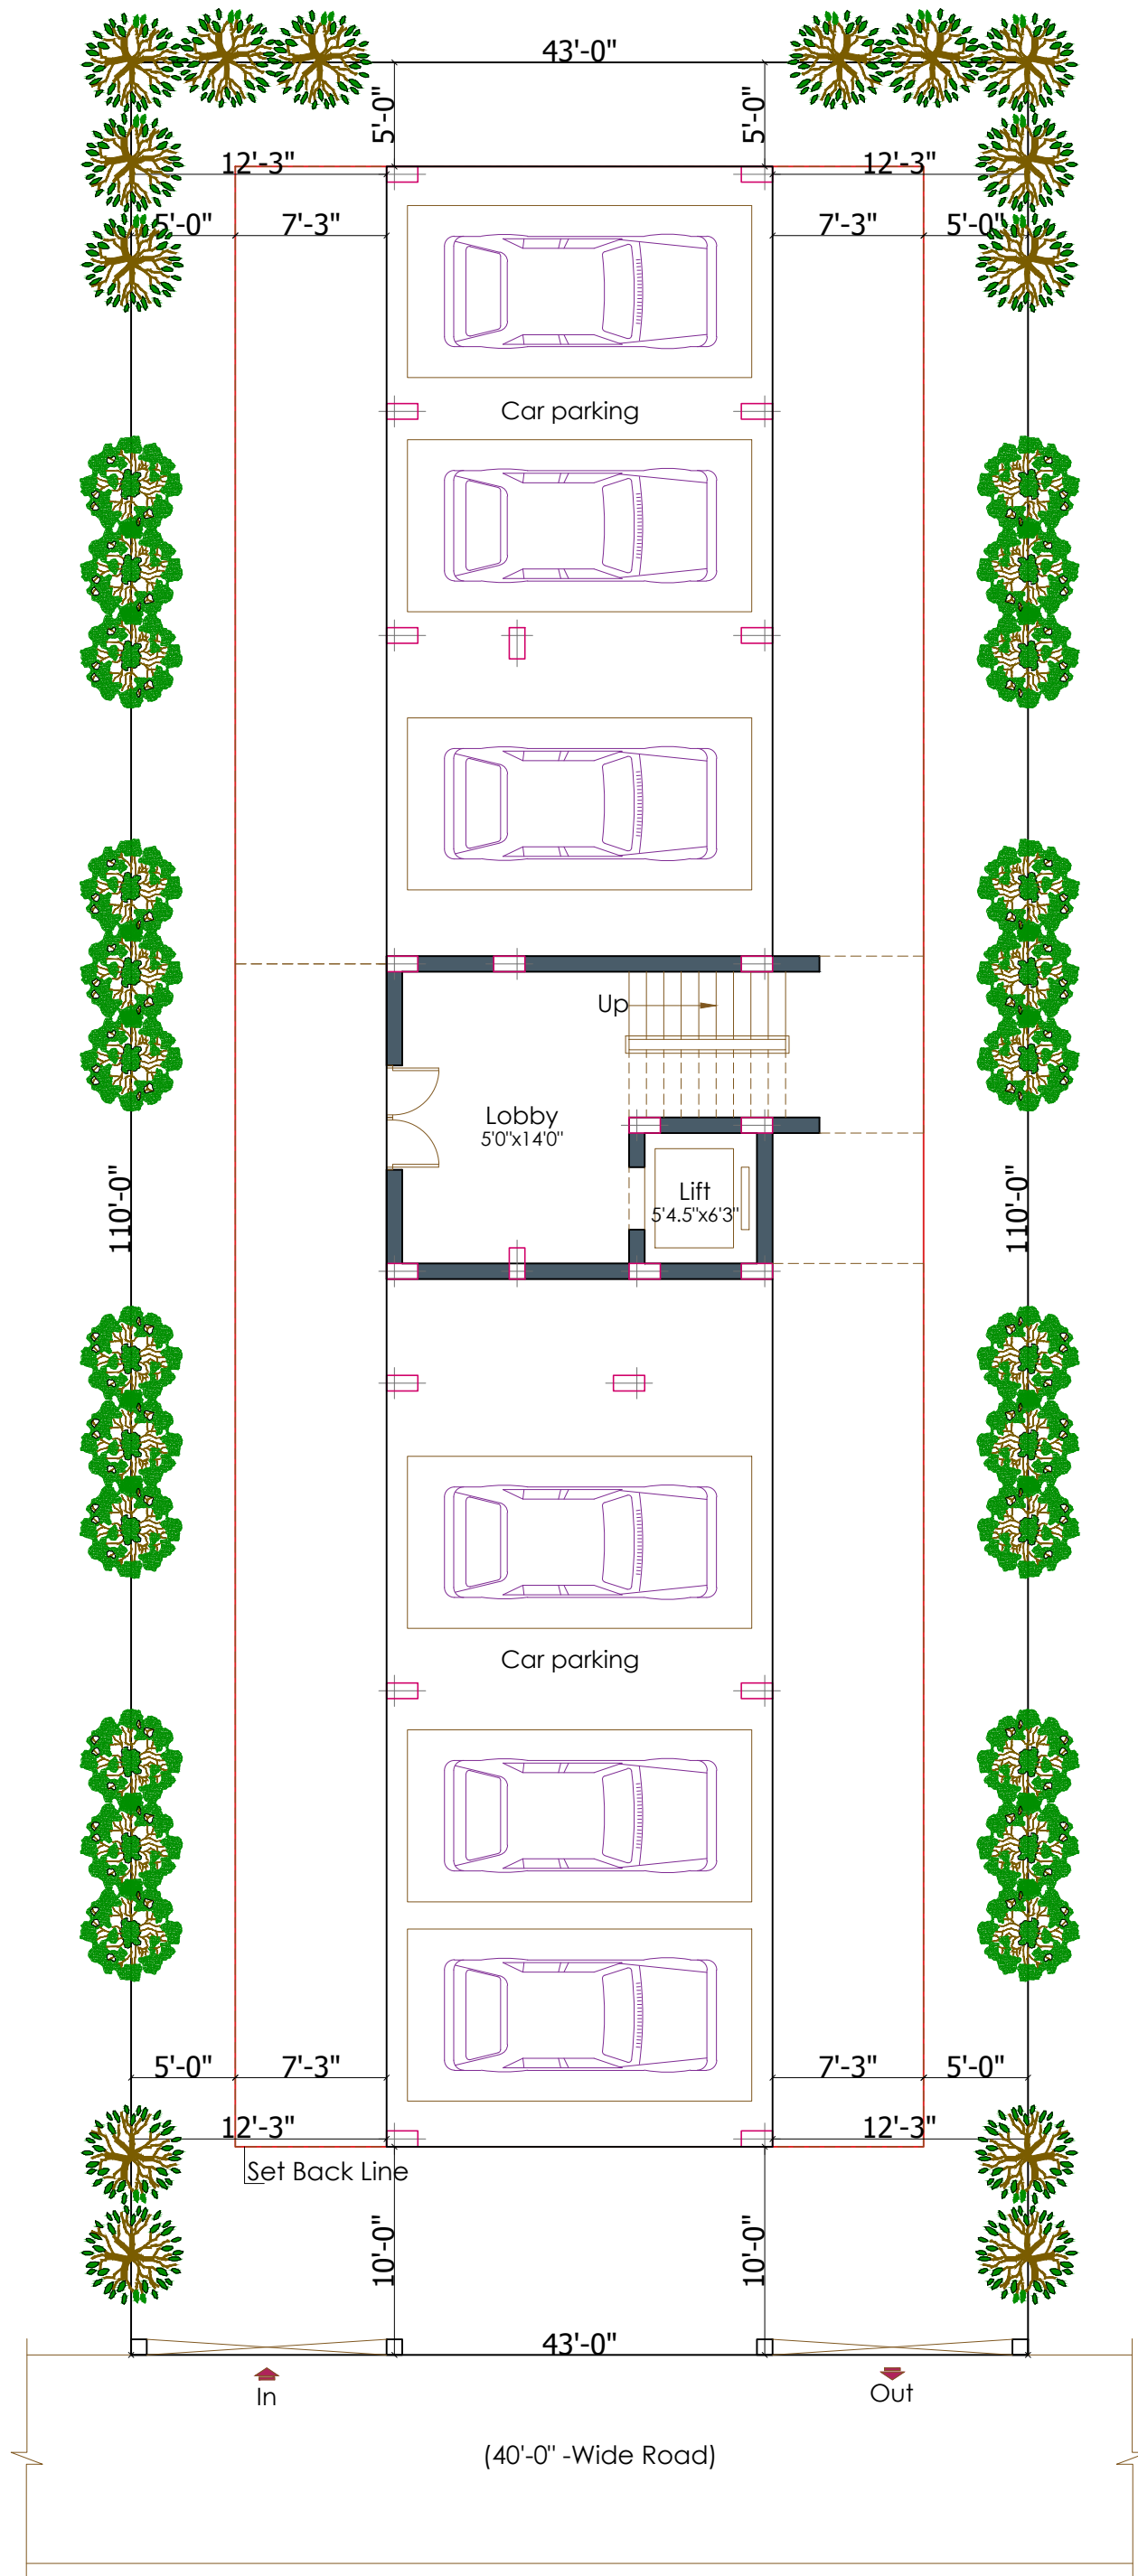 43'-0"
5'-0"
5'-0"
12'-3"
12'-3"
5'-0"
7'-3"
7'-3"
5'-0"
Car parking
Up
Lobby
5'0"x14'0"
110'-0"
Lift
5'4.5"x6'3"
110'-0"
Car parking
5'-0"
7'-3"
7'-3"
5'-0"
12'-3"
12'-3"
Set Back Line
10'-0"
10'-0"
43'-0"
In
Out
(40'-0" -Wide Road)